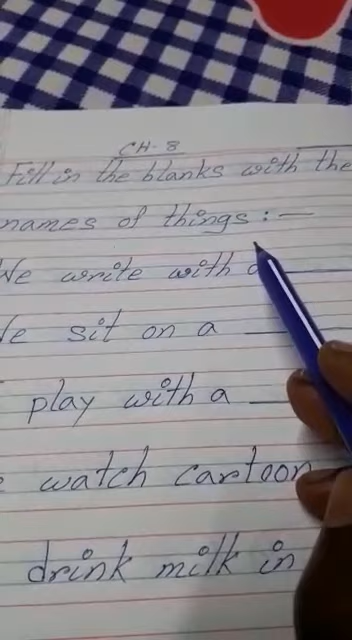 CH-8
Fill in the blanks with the
names of things :-
We write with a
We sit on a
play with a
watch cartoon
drink milk in